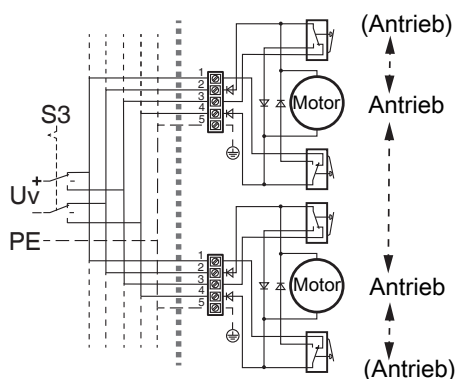 (Antrieb)
1
2
3
4
5
Motor
Antrieb
S3
+
-
Uv
-
PE
1
2
3
4
5
Motor
Antrieb
(Antrieb)